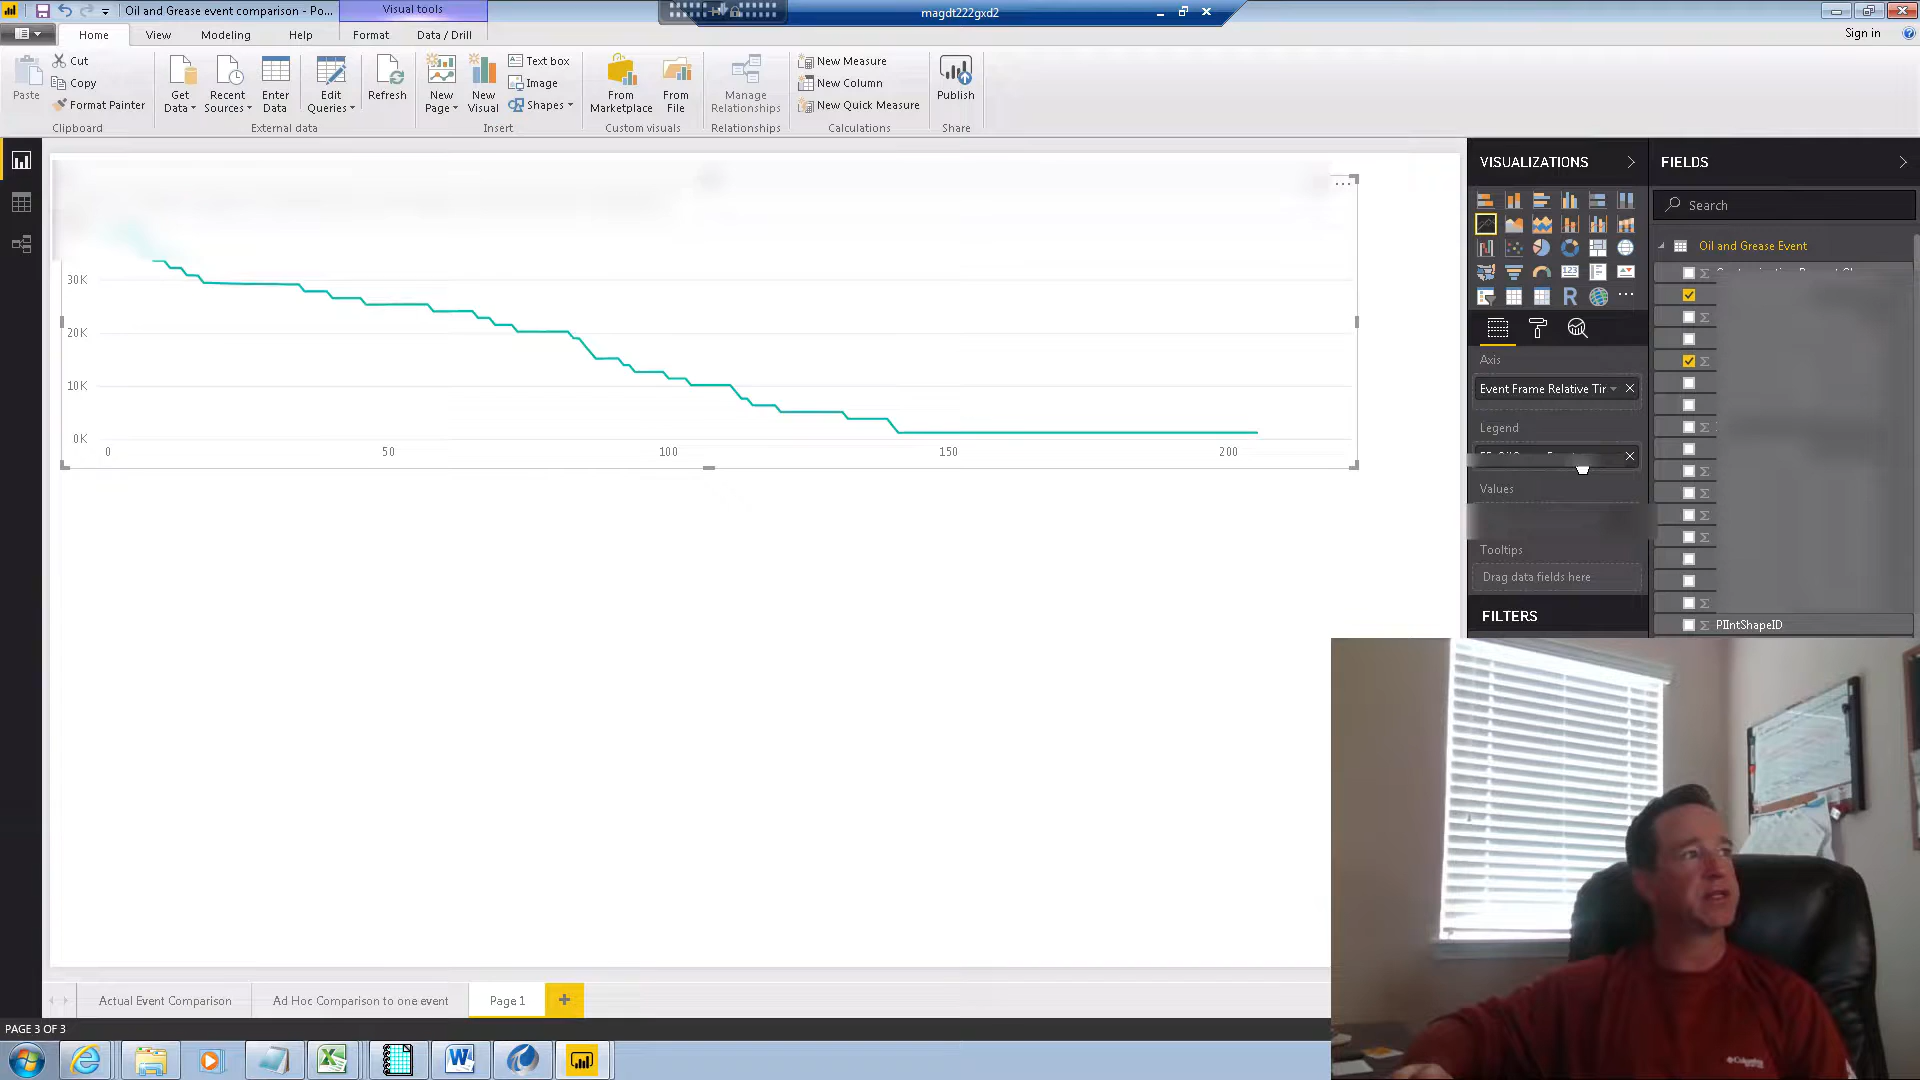 Oil and Grease event comparison - Po...
Visual tools
magdt222gxd2
Home
View
Modeling
Help
Format
Data / Drill
Sign in
Paste
Cut
Copy
Format Painter
Clipboard
Get Data
Recent Sources
Enter Data
Edit Queries
Refresh
External data
New Page
New Visual
Text box
Image
Shapes
Insert
From Marketplace
From File
Custom visuals
Manage Relationships
Relationships
New Measure
New Column
New Quick Measure
Calculations
Publish
Share
VISUALIZATIONS
FIELDS
Search
Oil and Grease Event
30K
20K
10K
0K
0
50
100
150
200
Axis
Event Frame Relative Tir
Legend
Values
Tooltips
Drag data fields here
FILTERS
PIIntShapeID
Actual Event Comparison
Ad Hoc Comparison to one event
Page 1
PAGE 3 OF 3
Columbia